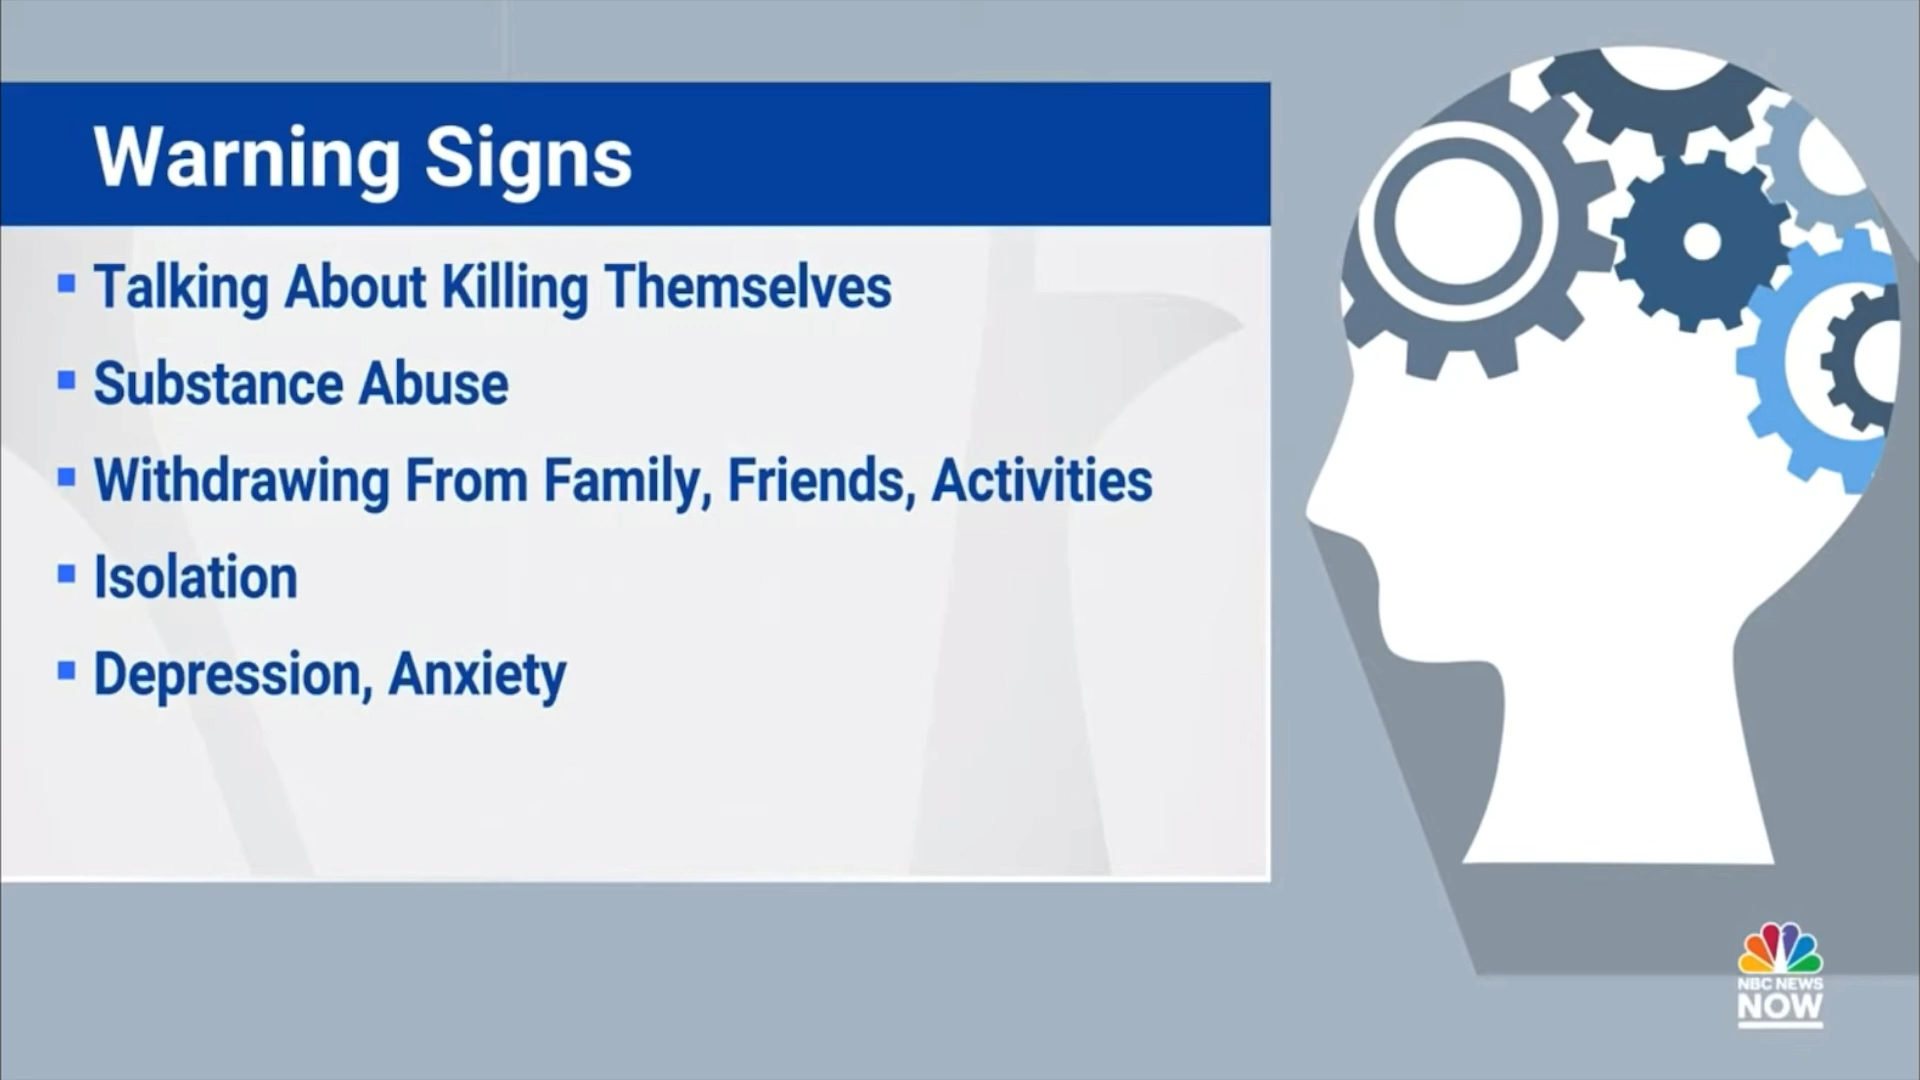 Warning Signs
Talking About Killing Themselves
Substance Abuse
Withdrawing From Family, Friends, Activities
Isolation
Depression, Anxiety
NBC NEWS
NOW